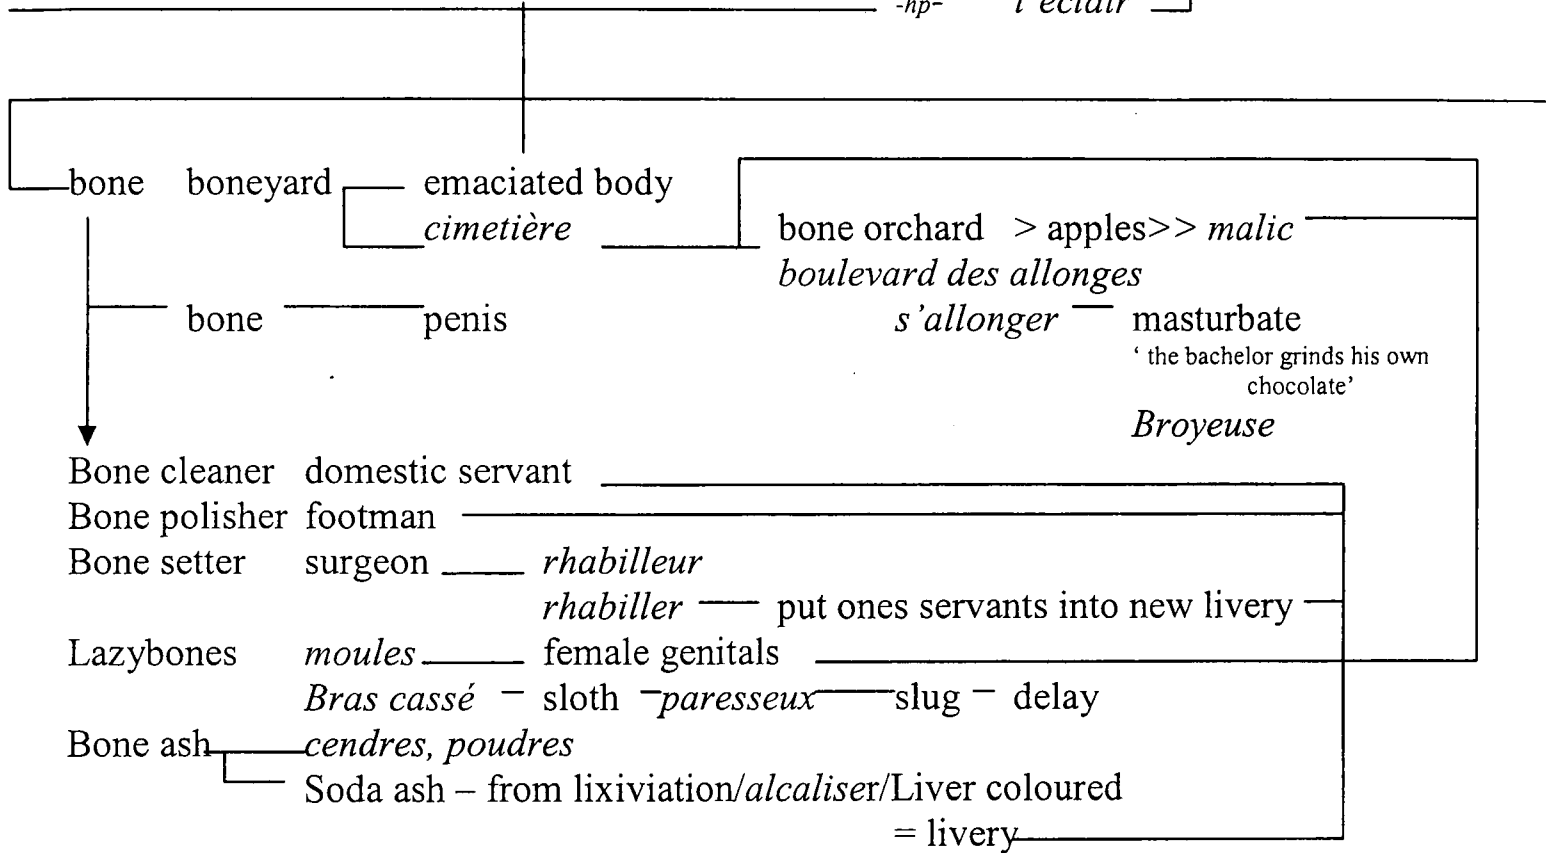 -np- l'éclair
bone boneyard emaciated body
cimetière bone orchard > apples>> malic
boulevard des allonges
bone penis s'allonger masturbate
' the bachelor grinds his own
chocolate'
Broyeuse
Bone cleaner domestic servant
Bone polisher footman
Bone setter surgeon rhabilleur
rhabiller put ones servants into new livery
Lazybones moules female genitals
Bras cassé – sloth – paresseux slug – delay
Bone ash cendres, poudres
Soda ash – from lixiviation/alcaliser/Liver coloured
= livery